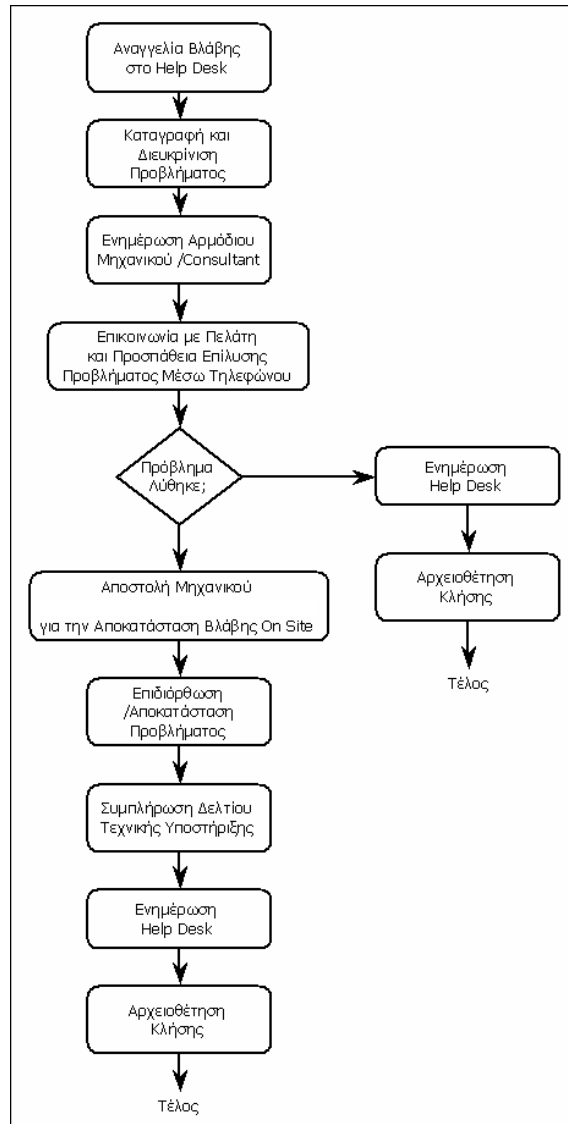 Αναγγελία Βλάβης
στο Help Desk
Καταγραφή και
Διευκρίνιση
Προβλήματος
Ενημέρωση Αρμόδιου
Μηχανικού /Consultant
Επικοινωνία με Πελάτη
και Προσπάθεια Επίλυσης
Προβλήματος Μέσω Τηλεφώνου
Πρόβλημα
Λύθηκε;
Ενημέρωση
Help Desk
Αρχειοθέτηση
Κλήσης
Τέλος
Αποστολή Μηχανικού
για την Αποκατάσταση Βλάβης On Site
Επιδιόρθωση
/Αποκατάσταση
Προβλήματος
Συμπλήρωση Δελτίου
Τεχνικής Υποστήριξης
Ενημέρωση
Help Desk
Αρχειοθέτηση
Κλήσης
Τέλος